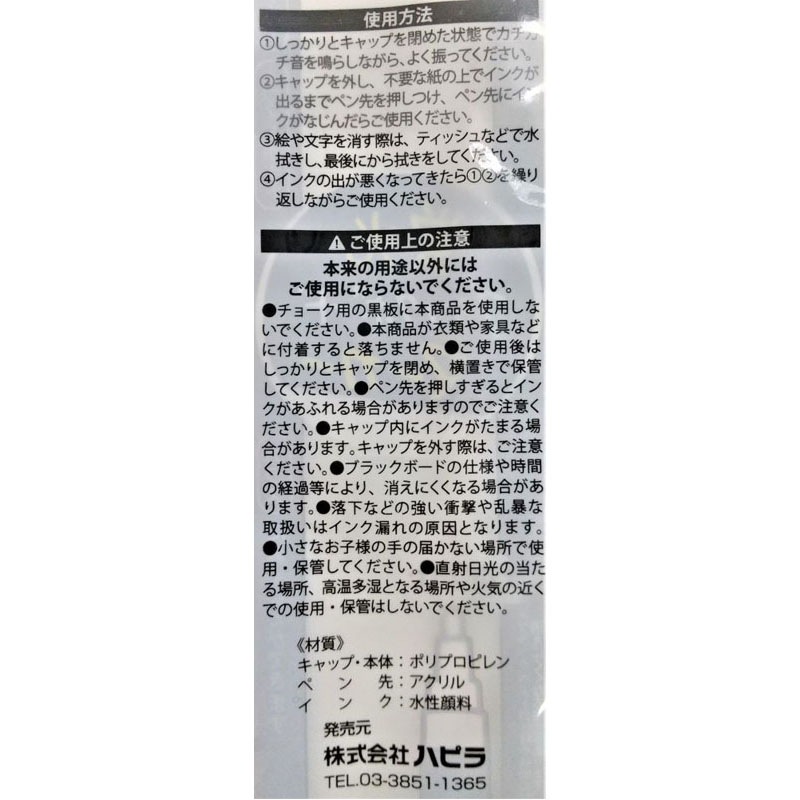 使用方法
①しっかりとキャップを閉めた状態でカチカ
チ音を鳴らしながら、よく振ってください。
②キャップを外し、不要な紙の上でインクが
出るまでペン先を押しつけ、ペン先にイン
クがなじんだらご使用ください。
③絵や文字を消す際は、ティッシュなどで水
拭きし、最後にから拭きをしてください。
④インクの出が悪くなってきたら①②を繰り
返しながらご使用ください。
⚠ご使用上の注意
本来の用途以外には
ご使用にならないでください。
●チョーク用の黒板に本商品を使用しな
いでください。●本商品が衣類や家具など
に付着すると落ちません。●ご使用後は
しっかりとキャップを閉め、横置きで保管
してください。●ペン先を押しすぎるとイン
クがあふれる場合がありますのでご注意く
ださい。●キャップ内にインクがたまる場
合があります。キャップを外す際は、ご注意
ください。●ブラックボードの仕様や時間
の経過等により、消えにくくなる場合があ
ります。●落下などの強い衝撃や乱暴な
取扱いはインク漏れの原因となります。
●小さなお子様の手の届かない場所で使
用・保管してください。●直射日光の当た
る場所、高温多湿となる場所や火気の近く
での使用・保管はしないでください。
《材質》
キャップ・本体：ポリプロピレン
ペン先：アクリル
インク：水性顔料
発売元
株式会社ハピラ
TEL.03-3851-1365